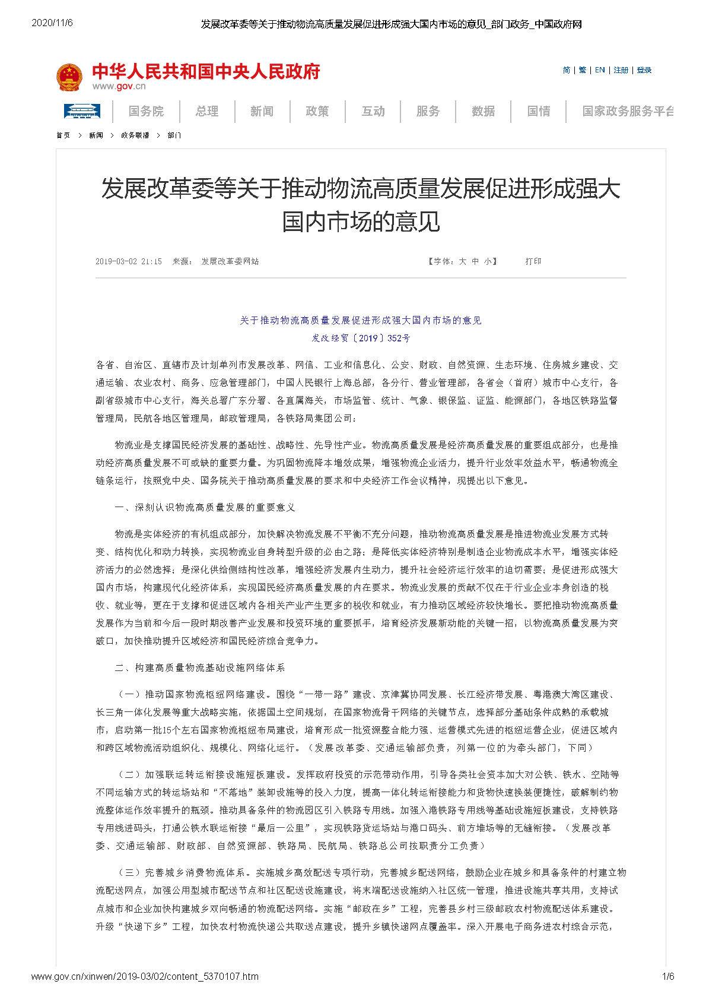 2020/11/6
发展改革委等关于推动物流高质量发展促进形成强大国内市场的意见_部门政务_中国政府网
中华人民共和国中央人民政府
www.gov.cn
简 | 繁 | EN | 注册 | 登录
国务院 总理 新闻 政策 互动 服务 数据 国情 国家政务服务平台
首页 > 新闻 > 政务联播 > 部门
发展改革委等关于推动物流高质量发展促进形成强大
国内市场的意见
2019-03-02 21:15 来源： 发展改革委网站
【字体：大 中 小】 打印
关于推动物流高质量发展促进形成强大国内市场的意见
发改经贸〔2019〕352号
各省、自治区、直辖市及计划单列市发展改革、网信、工业和信息化、公安、财政、自然资源、生态环境、住房城乡建设、交
通运输、农业农村、商务、应急管理部门，中国人民银行上海总部，各分行、营业管理部，各省会（首府）城市中心支行，各
副省级城市中心支行，海关总署广东分署、各直属海关，市场监管、统计、气象、银保监、证监、能源部门，各地区铁路监督
管理局，民航各地区管理局，邮政管理局，各铁路局集团公司：
物流业是支撑国民经济发展的基础性、战略性、先导性产业。物流高质量发展是经济高质量发展的重要组成部分，也是推
动经济高质量发展不可或缺的重要力量。为巩固物流降本增效成果，增强物流企业活力，提升行业效率效益水平，畅通物流全
链条运行，按照党中央、国务院关于推动高质量发展的要求和中央经济工作会议精神，现提出以下意见。
一、深刻认识物流高质量发展的重要意义
物流是实体经济的有机组成部分，加快解决物流发展不平衡不充分问题，推动物流高质量发展是推进物流业发展方式转
变、结构优化和动力转换，实现物流业自身转型升级的必由之路；是降低实体经济特别是制造企业物流成本水平，增强实体经
济活力的必然选择；是深化供给侧结构性改革，增强经济发展内生动力，提升社会经济运行效率的迫切需要；是促进形成强大
国内市场，构建现代化经济体系，实现国民经济高质量发展的内在要求。物流业发展的贡献不仅在于行业企业本身创造的税
收、就业等，更在于支撑和促进区域内各相关产业产生更多的税收和就业，有力推动区域经济较快增长。要把推动物流高质量
发展作为当前和今后一段时期改善产业发展和投资环境的重要抓手，培育经济发展新动能的关键一招，以物流高质量发展为突
破口，加快推动提升区域经济和国民经济综合竞争力。
二、构建高质量物流基础设施网络体系
（一）推动国家物流枢纽网络建设。围绕“一带一路”建设、京津冀协同发展、长江经济带发展、粤港澳大湾区建设、
长三角一体化发展等重大战略实施，依据国土空间规划，在国家物流骨干网络的关键节点，选择部分基础条件成熟的承载城
市，启动第一批15个左右国家物流枢纽布局建设，培育形成一批资源整合能力强、运营模式先进的枢纽运营企业，促进区域内
和跨区域物流活动组织化、规模化、网络化运行。（发展改革委、交通运输部负责，列第一位的为牵头部门，下同）
（二）加强联运转运衔接设施短板建设。发挥政府投资的示范带动作用，引导各类社会资本加大对公铁、铁水、空陆等
不同运输方式的转运场站和“不落地”装卸设施等的投入力度，提高一体化转运衔接能力和货物快速换装便捷性，破解制约物
流整体运作效率提升的瓶颈。推动具备条件的物流园区引入铁路专用线。加强入港铁路专用线等基础设施短板建设，支持铁路
专用线进码头，打通公铁水联运衔接“最后一公里”，实现铁路货运场站与港口码头、前方堆场等的无缝衔接。（发展改革
委、交通运输部、财政部、自然资源部、铁路局、民航局、铁路总公司按职责分工负责）
（三）完善城乡消费物流体系。实施城乡高效配送专项行动，完善城乡配送网络，鼓励企业在城乡和具备条件的村建立物
流配送网点，加强公用型城市配送节点和社区配送设施建设，将末端配送设施纳入社区统一管理，推进设施共享共用，支持试
点城市和企业加快构建城乡双向畅通的物流配送网络。实施“邮政在乡”工程，完善县乡村三级邮政农村物流配送体系建设。
升级“快递下乡”工程，加快农村物流快递公共取送点建设，提升乡镇快递网点覆盖率。深入开展电子商务进农村综合示范，
www.gov.cn/xinwen/2019-03/02/content_5370107.htm
1/6